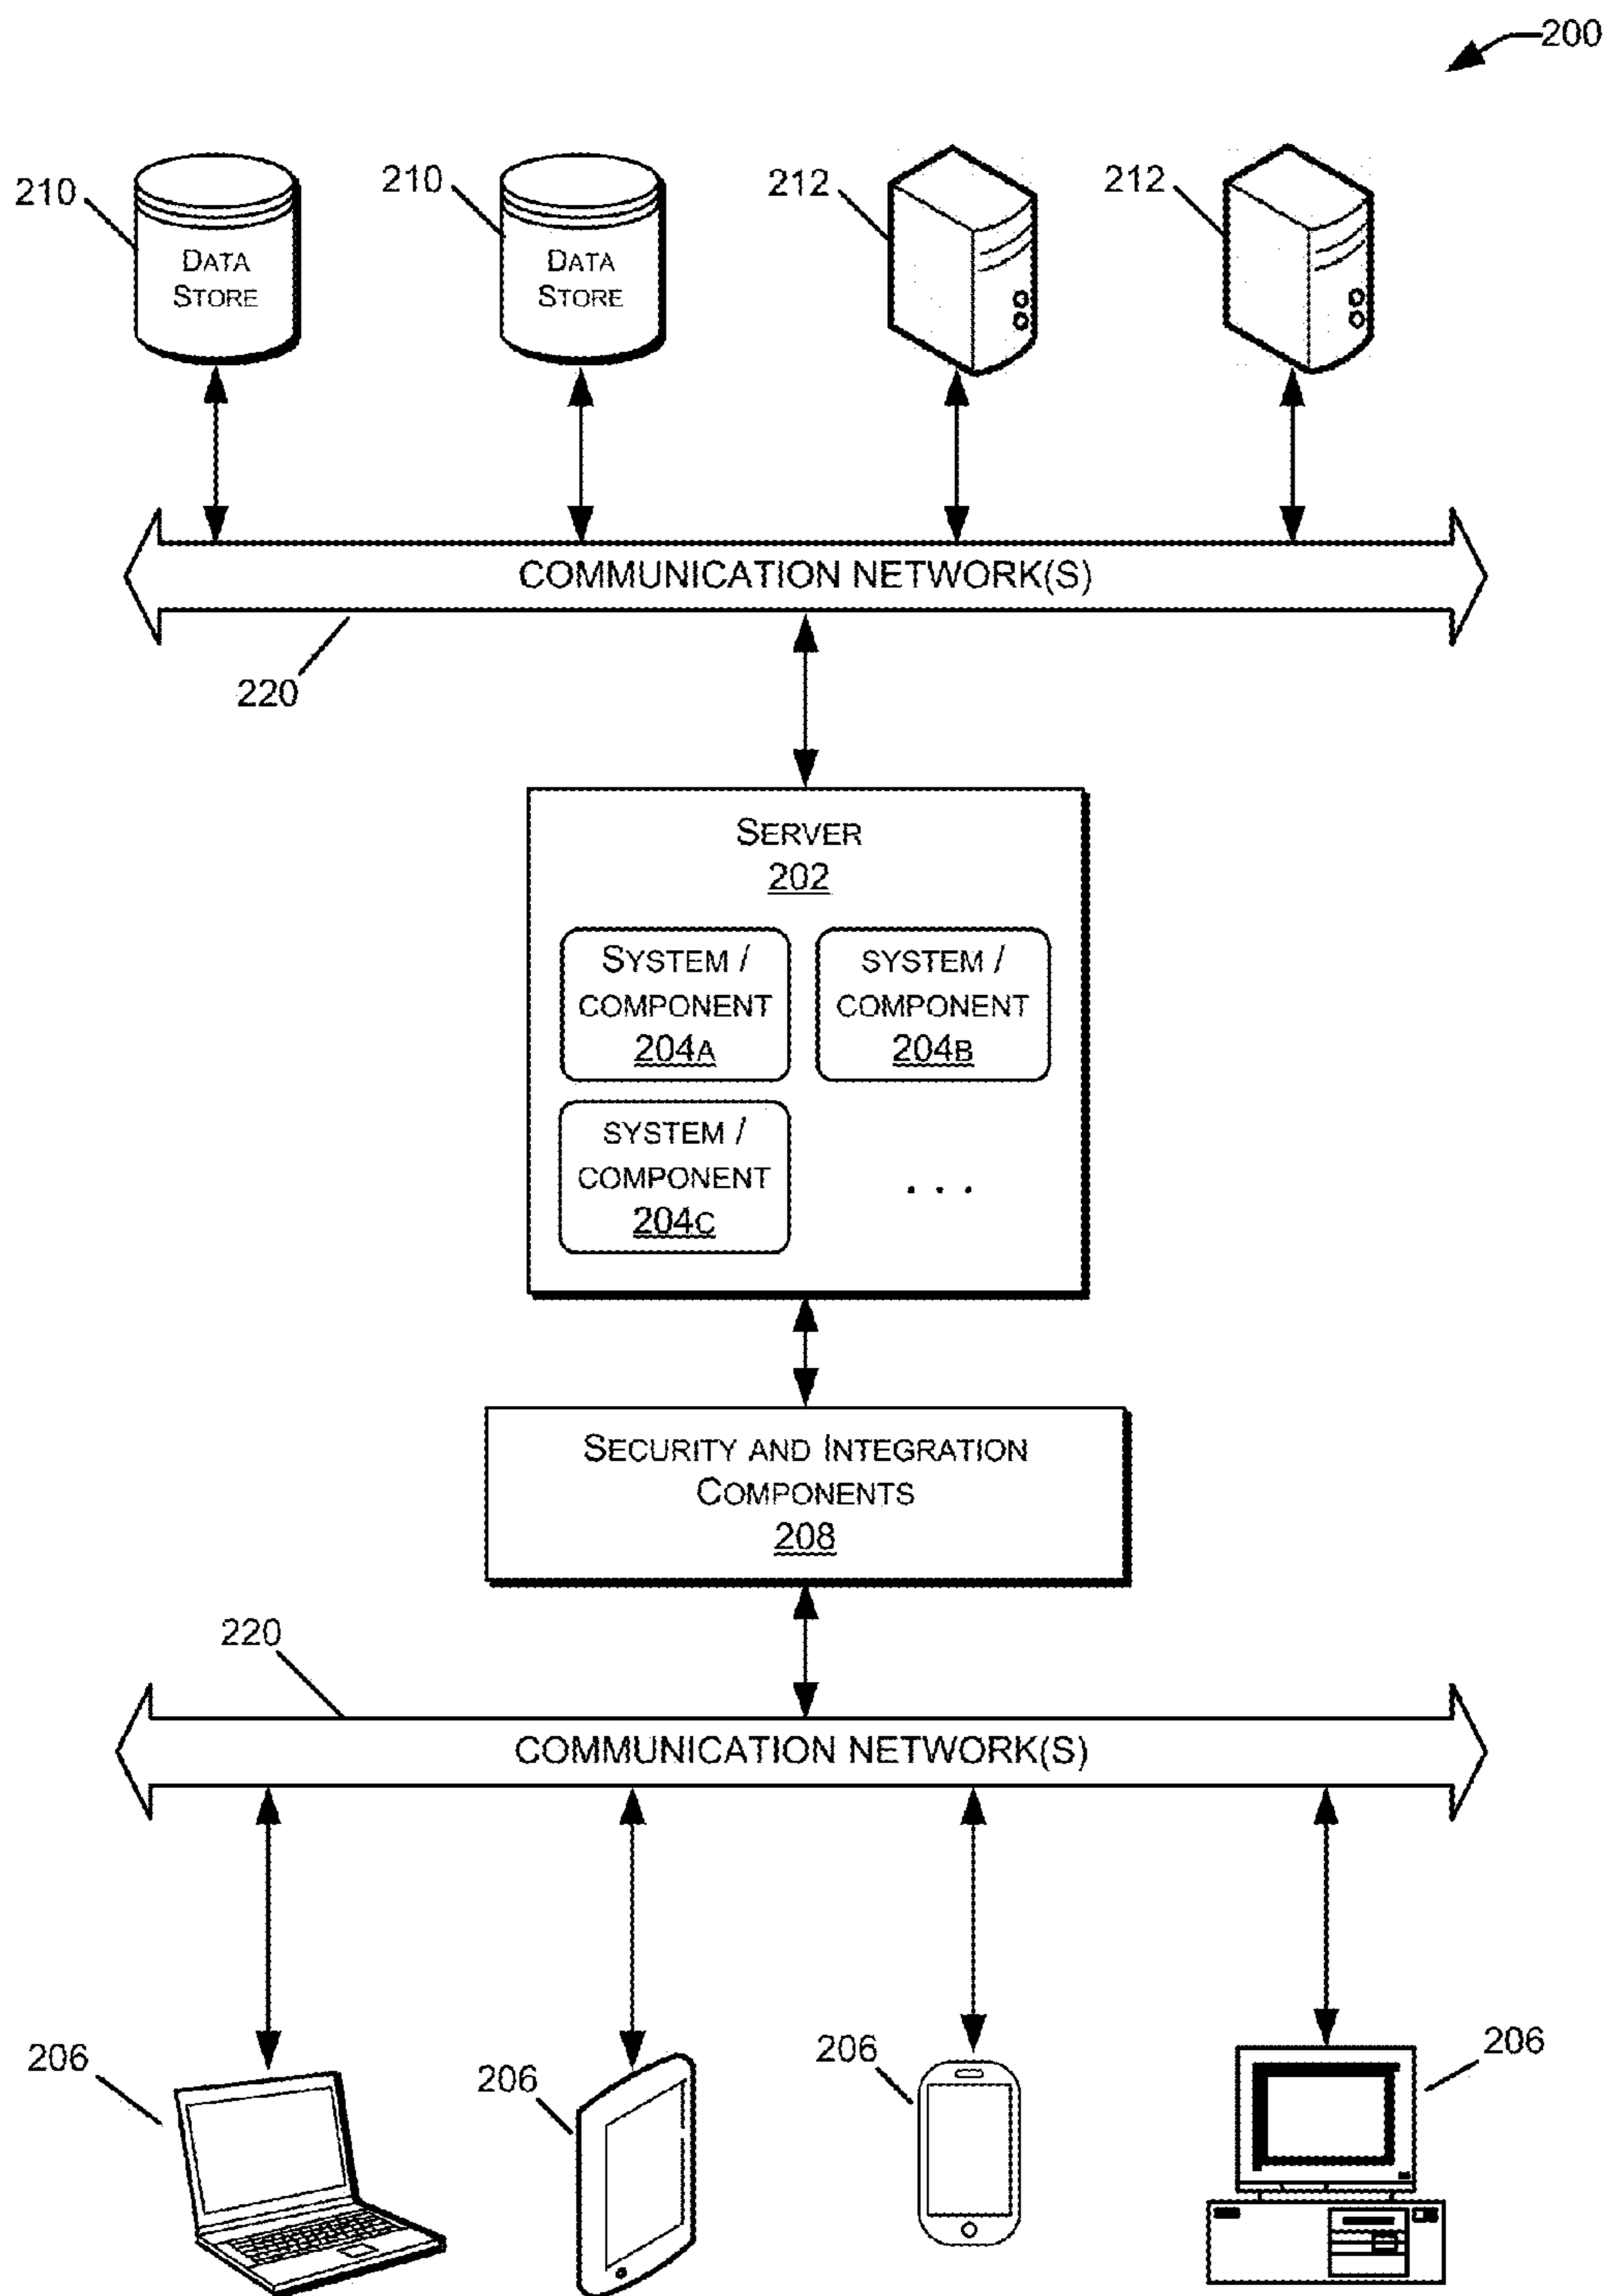 200
210
210
212
212
DATA
STORE
DATA
STORE
COMMUNICATION NETWORK(S)
220
SERVER
202
SYSTEM /
COMPONENT
204A
SYSTEM /
COMPONENT
204B
SYSTEM /
COMPONENT
204C
. . .
SECURITY AND INTEGRATION
COMPONENTS
208
220
COMMUNICATION NETWORK(S)
206
206
206
206